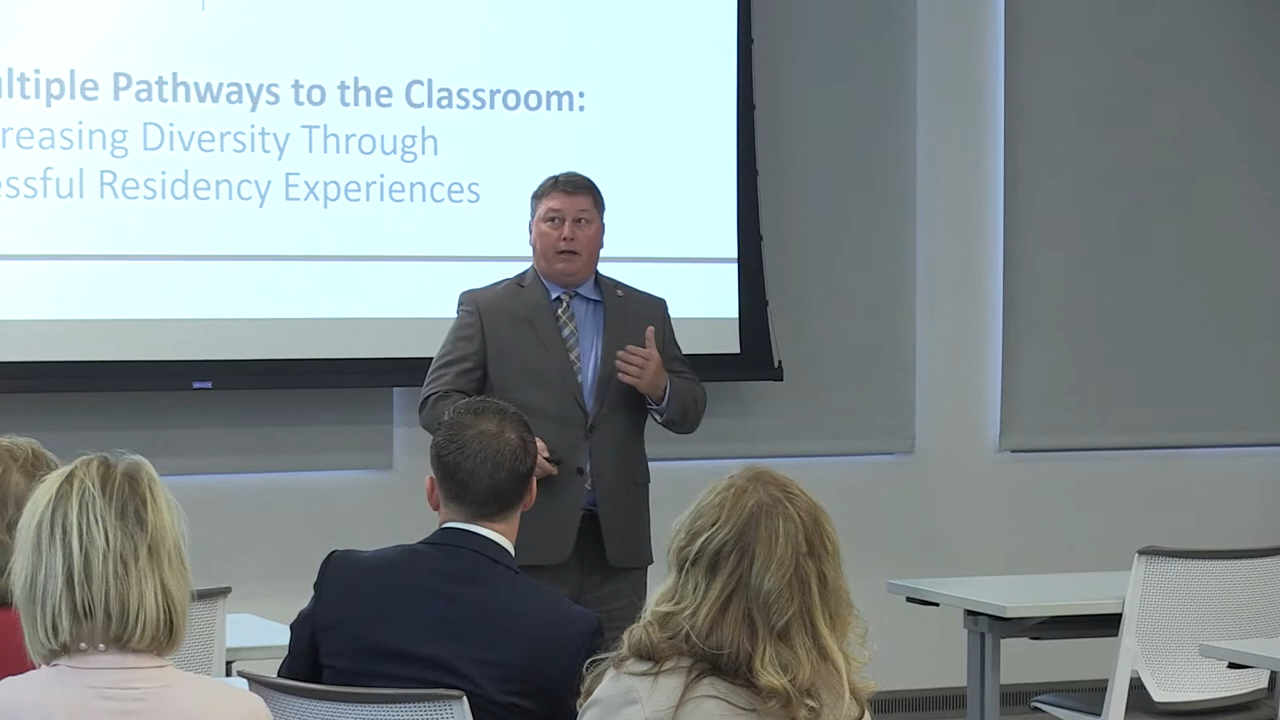 ultiple Pathways to the Classroom:
reasing Diversity Through
essful Residency Experiences